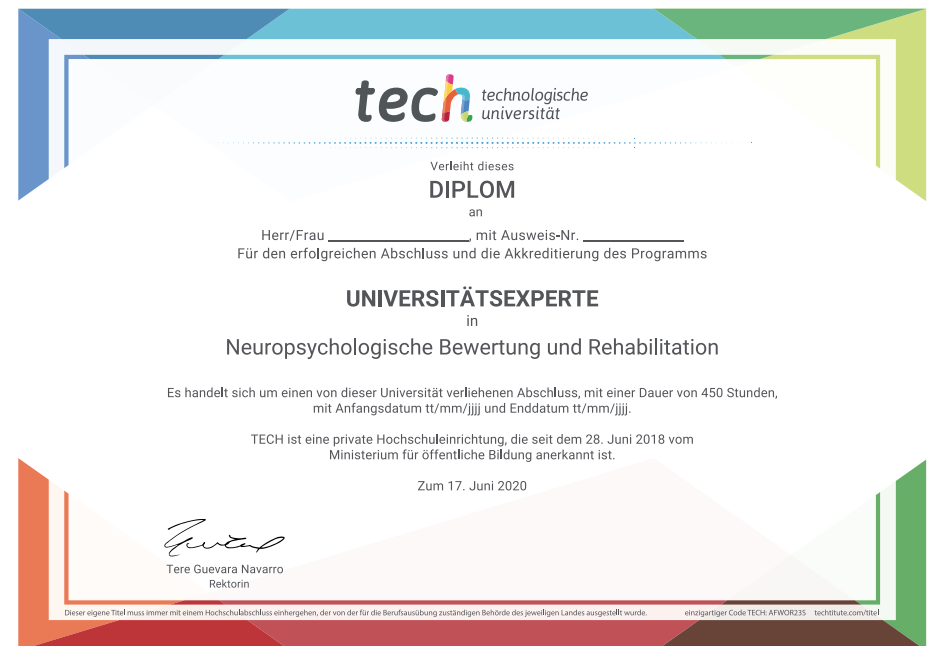 tech technologische
universität
Verleiht dieses
DIPLOM
an
Herr/Frau ____________________, mit Ausweis-Nr. ______________
Für den erfolgreichen Abschluss und die Akkreditierung des Programms
UNIVERSITÄTSEXPERTE
in
Neuropsychologische Bewertung und Rehabilitation
Es handelt sich um einen von dieser Universität verliehenen Abschluss, mit einer Dauer von 450 Stunden,
mit Anfangsdatum tt/mm/jjjj und Enddatum tt/mm/jjjj.
TECH ist eine private Hochschuleinrichtung, die seit dem 28. Juni 2018 vom
Ministerium für öffentliche Bildung anerkannt ist.
Zum 17. Juni 2020
Tere Guevara Navarro
Rektorin
Dieser eigene Titel muss immer mit einem Hochschulabschluss einhergehen, der von der für die Berufsausübung zuständigen Behörde des jeweiligen Landes ausgestellt wurde. einzigartiger Code TECH: AFWOR23S techtitute.com/titel